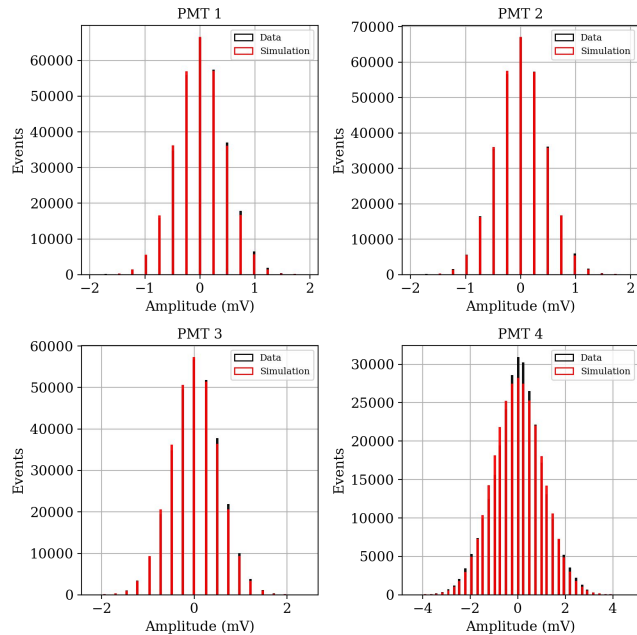 PMT 1
Data
Simulation
60000
50000
40000
30000
20000
10000
0
Events
−2
−1
0
1
2
Amplitude (mV)
PMT 2
Data
Simulation
70000
60000
50000
40000
30000
20000
10000
0
Events
−2
−1
0
1
2
Amplitude (mV)
PMT 3
Data
Simulation
60000
50000
40000
30000
20000
10000
0
Events
−2
0
2
Amplitude (mV)
PMT 4
Data
Simulation
30000
25000
20000
15000
10000
5000
0
Events
−4
−2
0
2
4
Amplitude (mV)